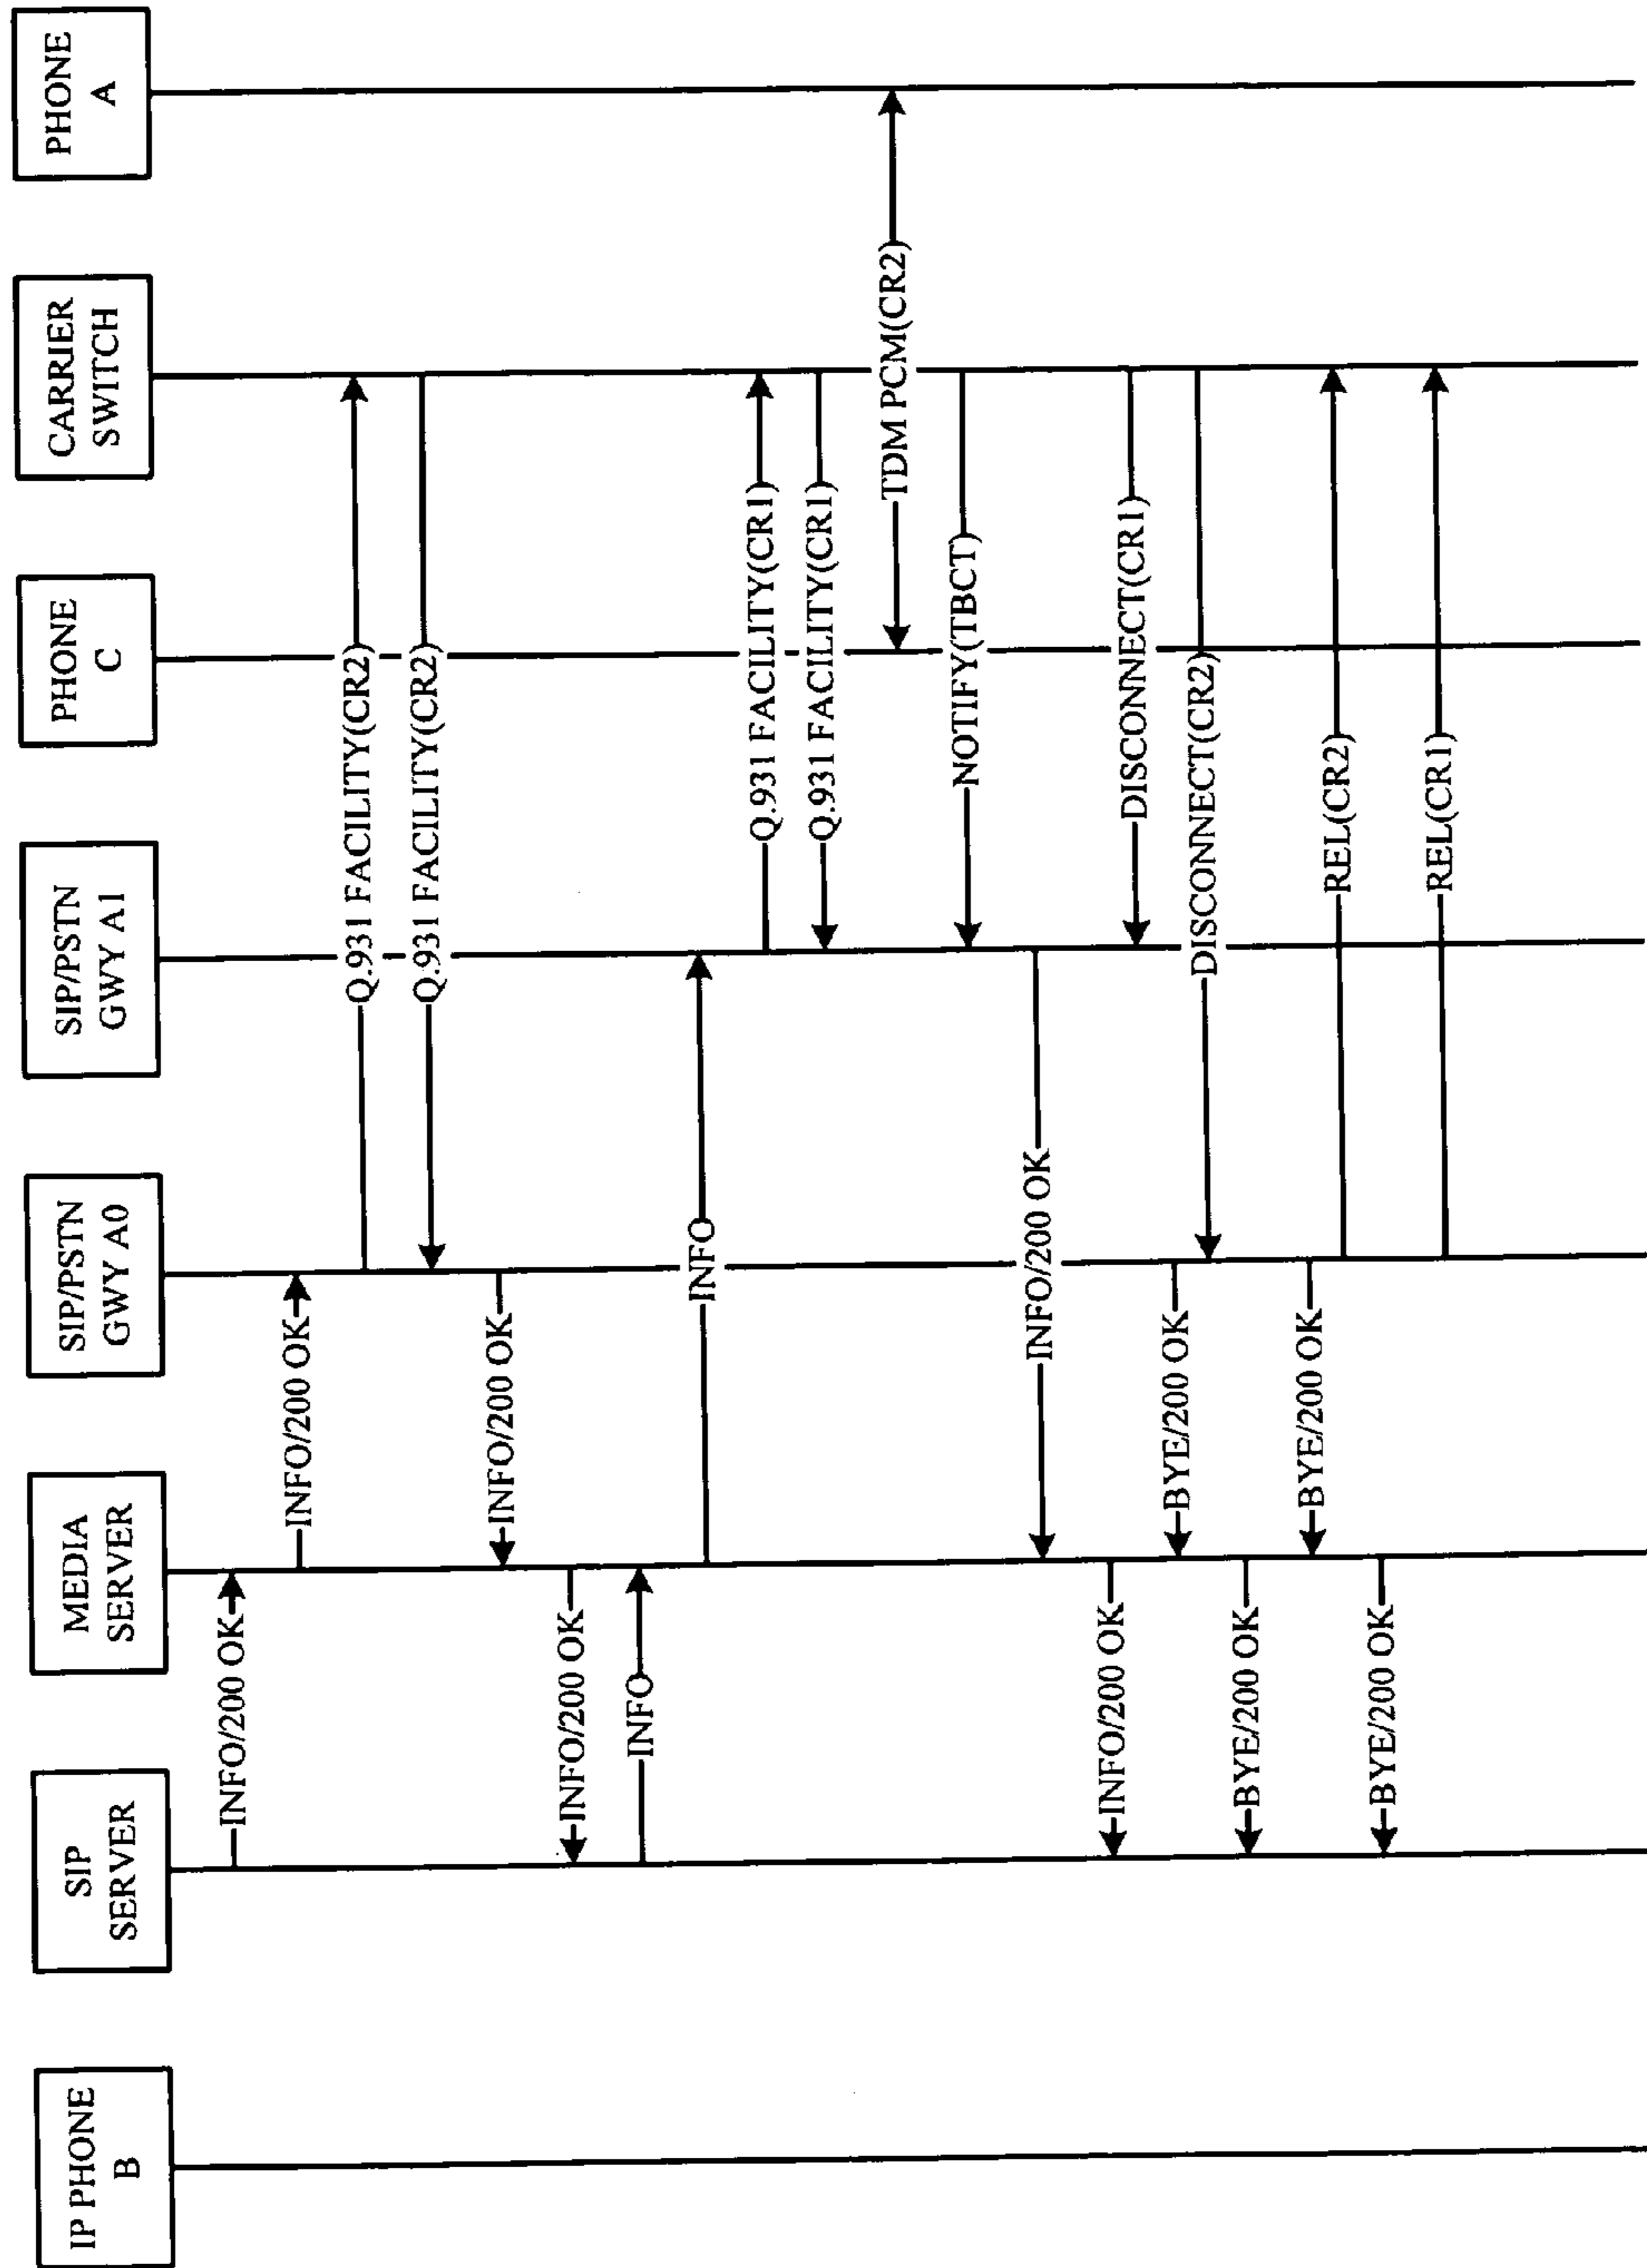 IP PHONE
B
SIP
SERVER
MEDIA
SERVER
SIP/PSTN
GWY A0
SIP/PSTN
GWY A1
PHONE
C
CARRIER
SWITCH
PHONE
A
INFO/200 OK
INFO/200 OK
Q.931 FACILITY(CR2)
Q.931 FACILITY(CR2)
INFO/200 OK
INFO/200 OK
INFO
INFO
Q.931 FACILITY(CR1)
Q.931 FACILITY(CR1)
TDM PCM(CR2)
NOTIFY(TBCT)
INFO/200 OK
INFO/200 OK
DISCONNECT(CR1)
BYE/200 OK
DISCONNECT(CR2)
BYE/200 OK
BYE/200 OK
REL(CR2)
BYE/200 OK
REL(CR1)